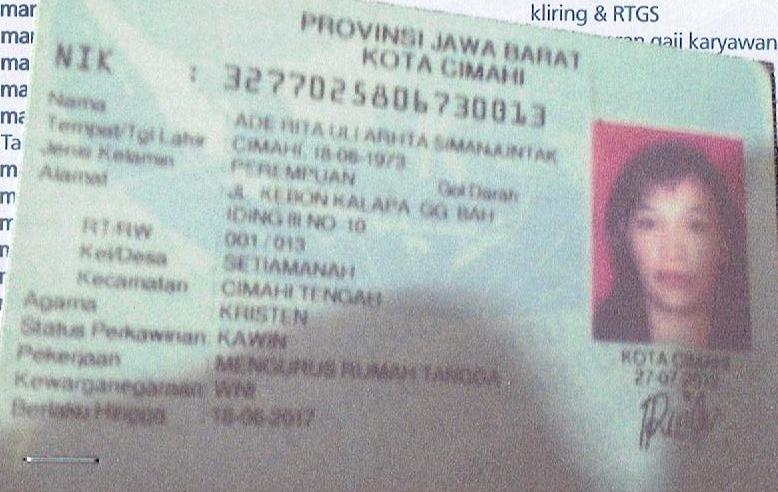 kliring & RTGS
gaji karyawan
mar
mar
ma
ma
ma
Ta
PROVINSI JAWA BARAT
KOTA CIMAHI
NIK : 3277025806730013
Nama ADE RITA ULI ARHTA SIMANJUNTAK
Tempat/Tgl Lahir CIMAHI, 18-06-1973
Jenis Kelamin PEREMPUAN Gol Darah
Alamat JL. KEBON KALAPA GG. BAH
IDING III NO 10
RT/RW 001 / 013
Kel/Desa SETIAMANAH
Kecamatan CIMAHI TENGAH
Agama KRISTEN
Status Perkawinan KAWIN
Pekerjaan MENGURUS RUMAH TANGGA
Kewarganegaraan WNI
Berlaku Hingga 18-06-2017
KOTA CIMAHI
27-07